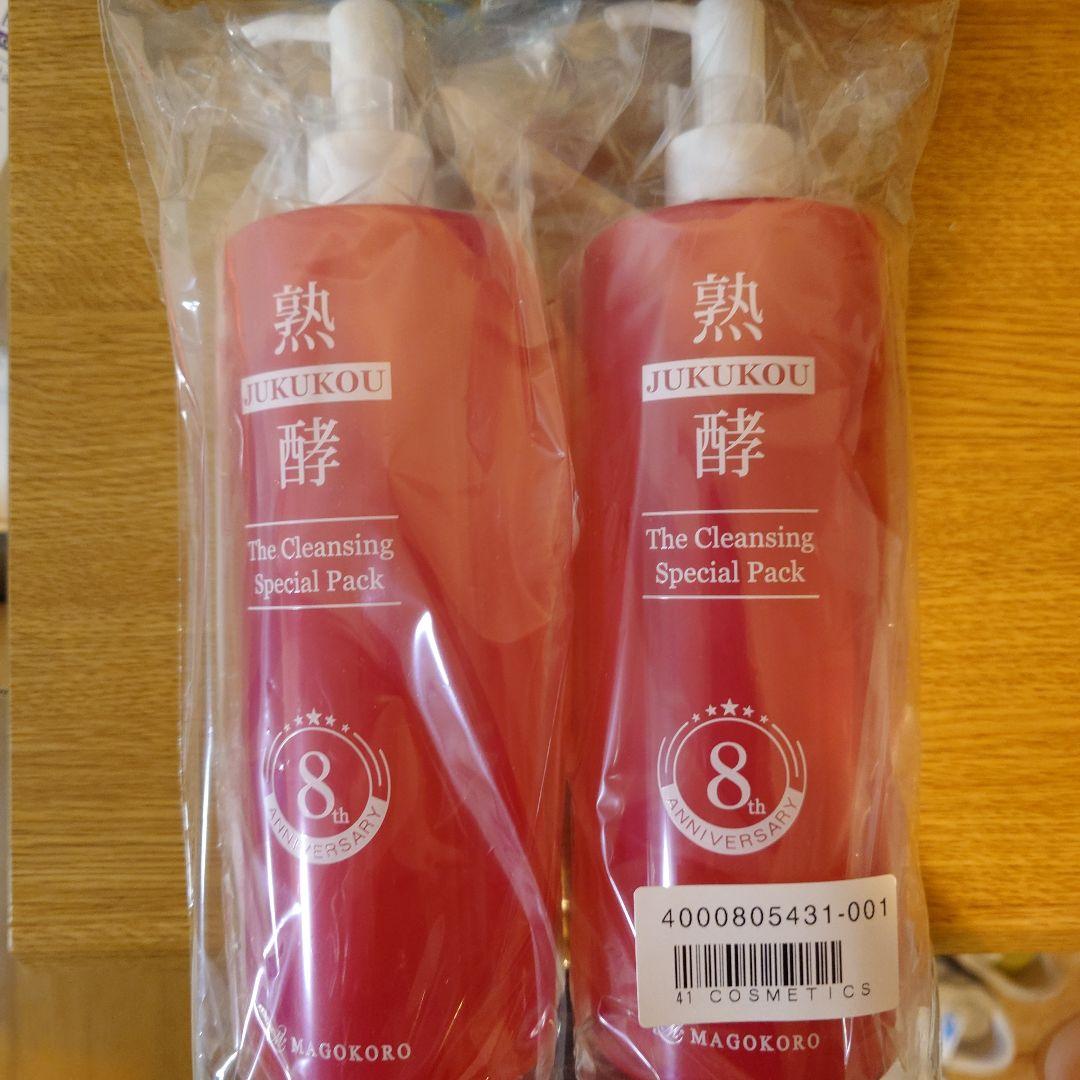 熟
JUKUKOU
酵
The Cleansing
Special Pack
8th
ANNIVERSARY
MAGOKORO
熟
JUKUKOU
酵
The Cleansing
Special Pack
8th
ANNIVERSARY
4000805431-001
41 COSMETICS
MAGOKORO